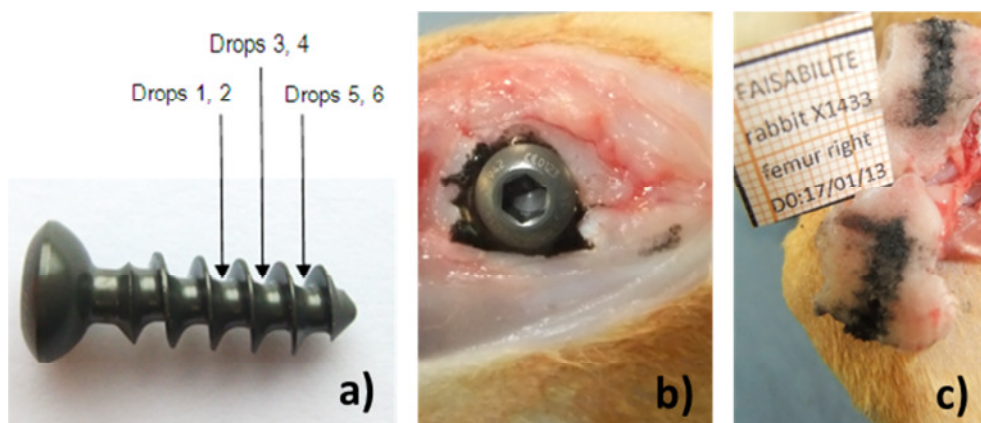 Drops 3, 4
Drops 1, 2
Drops 5, 6
a)
b)
FAISABILITE
rabbit X1433
femur right
D0:17/01/13
c)